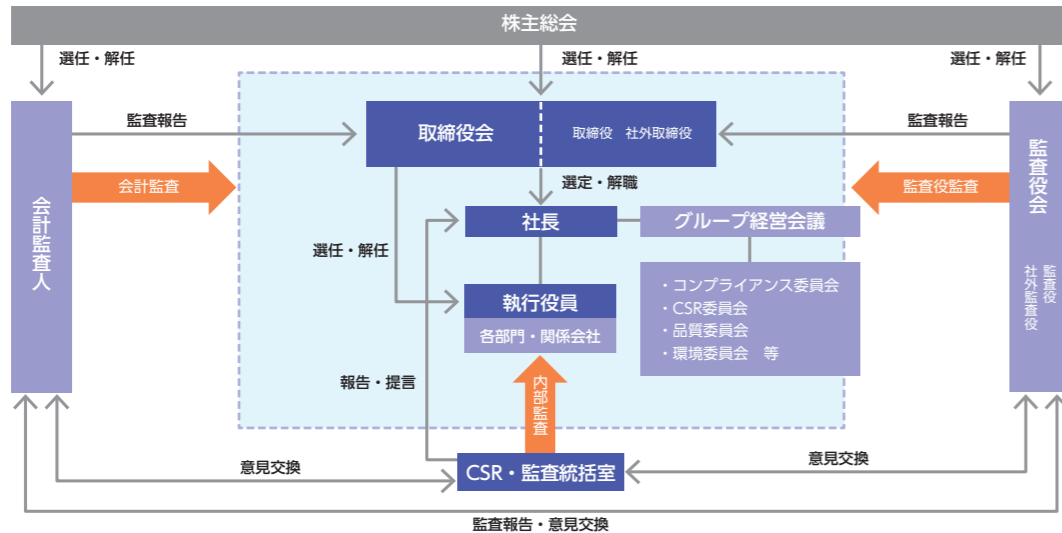 株主総会
選任・解任
選任・解任
選任・解任
監査報告
取締役会
取締役　社外取締役
監査報告
会計監査
監査役監査
会計監査人
監査役会
監査役
社外監査役
選定・解職
社長
グループ経営会議
選任・解任
執行役員
各部門・関係会社
・コンプライアンス委員会
・CSR委員会
・品質委員会
・環境委員会　等
報告・提言
内部監査
意見交換
CSR・監査統括室
意見交換
監査報告・意見交換